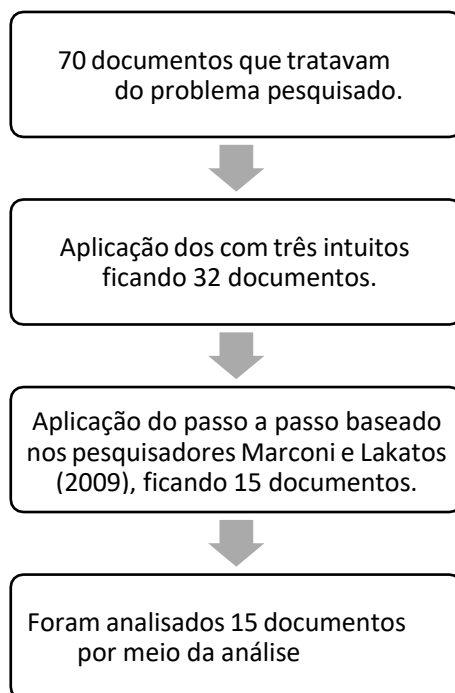 70 documentos que tratavam
do problema pesquisado.
Aplicação dos com três intuitos
ficando 32 documentos.
Aplicação do passo a passo baseado
nos pesquisadores Marconi e Lakatos
(2009), ficando 15 documentos.
Foram analisados 15 documentos
por meio da análise